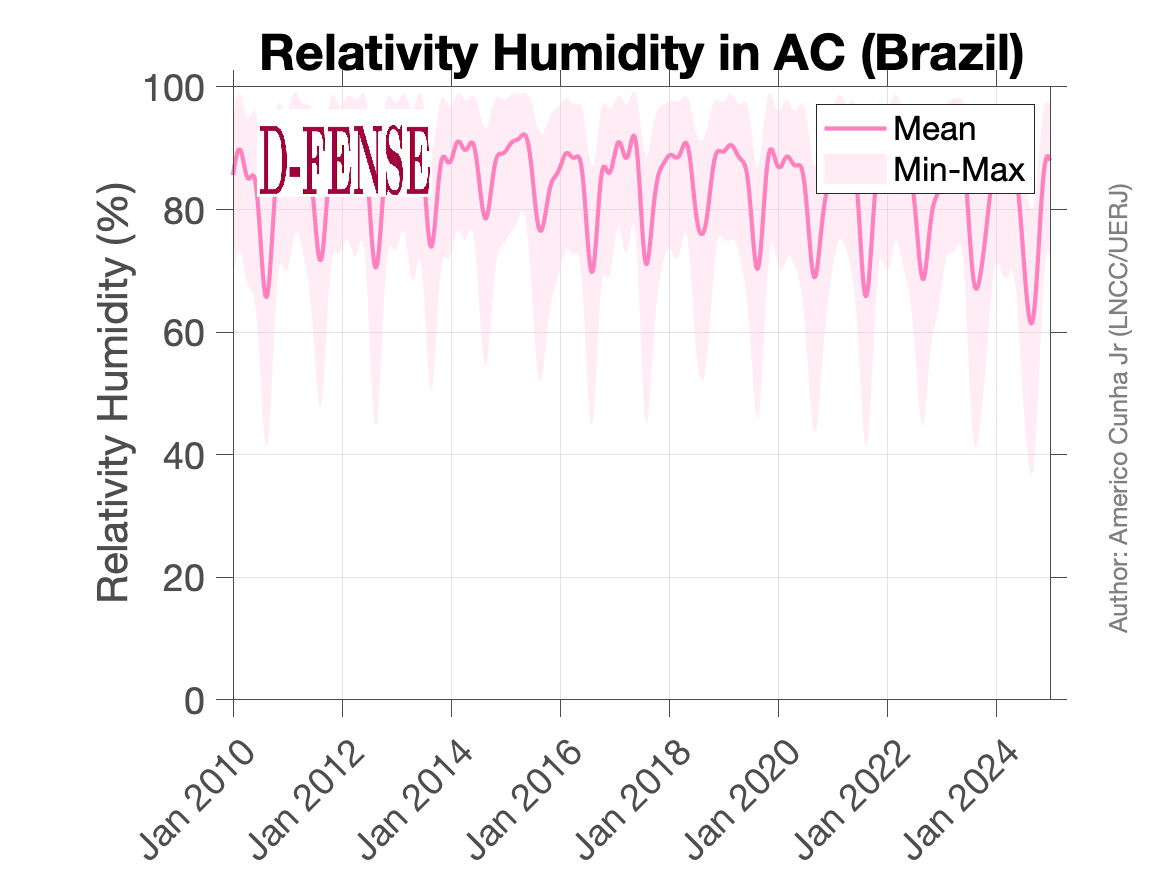 Relativity Humidity in AC (Brazil)
D-FENSE
Mean
Min-Max
Relativity Humidity (%)
100
80
60
40
20
0
Jan 2010
Jan 2012
Jan 2014
Jan 2016
Jan 2018
Jan 2020
Jan 2022
Jan 2024
Author: Americo Cunha Jr (LNCC/UERJ)